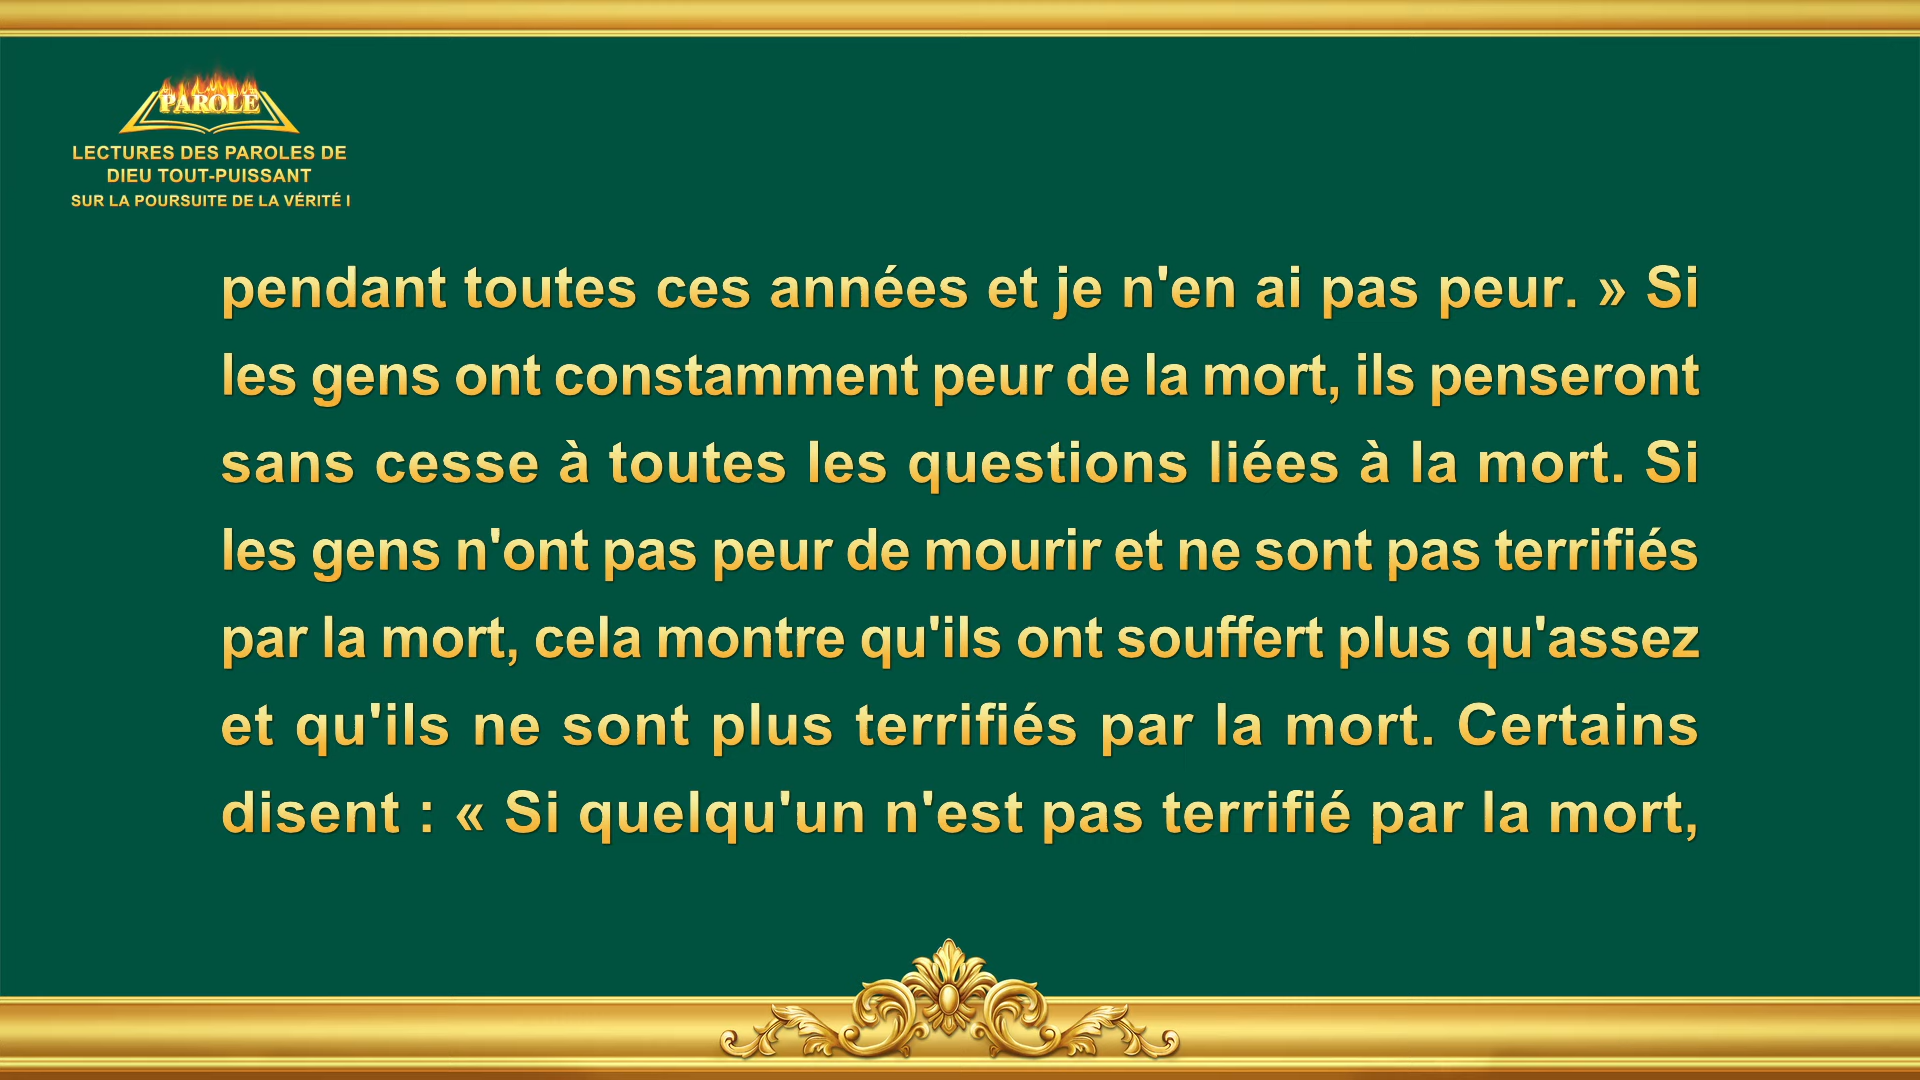 PAROLE
LECTURES DES PAROLES DE
DIEU TOUT-PUISSANT
SUR LA POURSUITE DE LA VÉRITÉ I
pendant toutes ces années et je n'en ai pas peur. » Si
les gens ont constamment peur de la mort, ils penseront
sans cesse à toutes les questions liées à la mort. Si
les gens n'ont pas peur de mourir et ne sont pas terrifiés
par la mort, cela montre qu'ils ont souffert plus qu'assez
et qu'ils ne sont plus terrifiés par la mort. Certains
disent : « Si quelqu'un n'est pas terrifié par la mort,